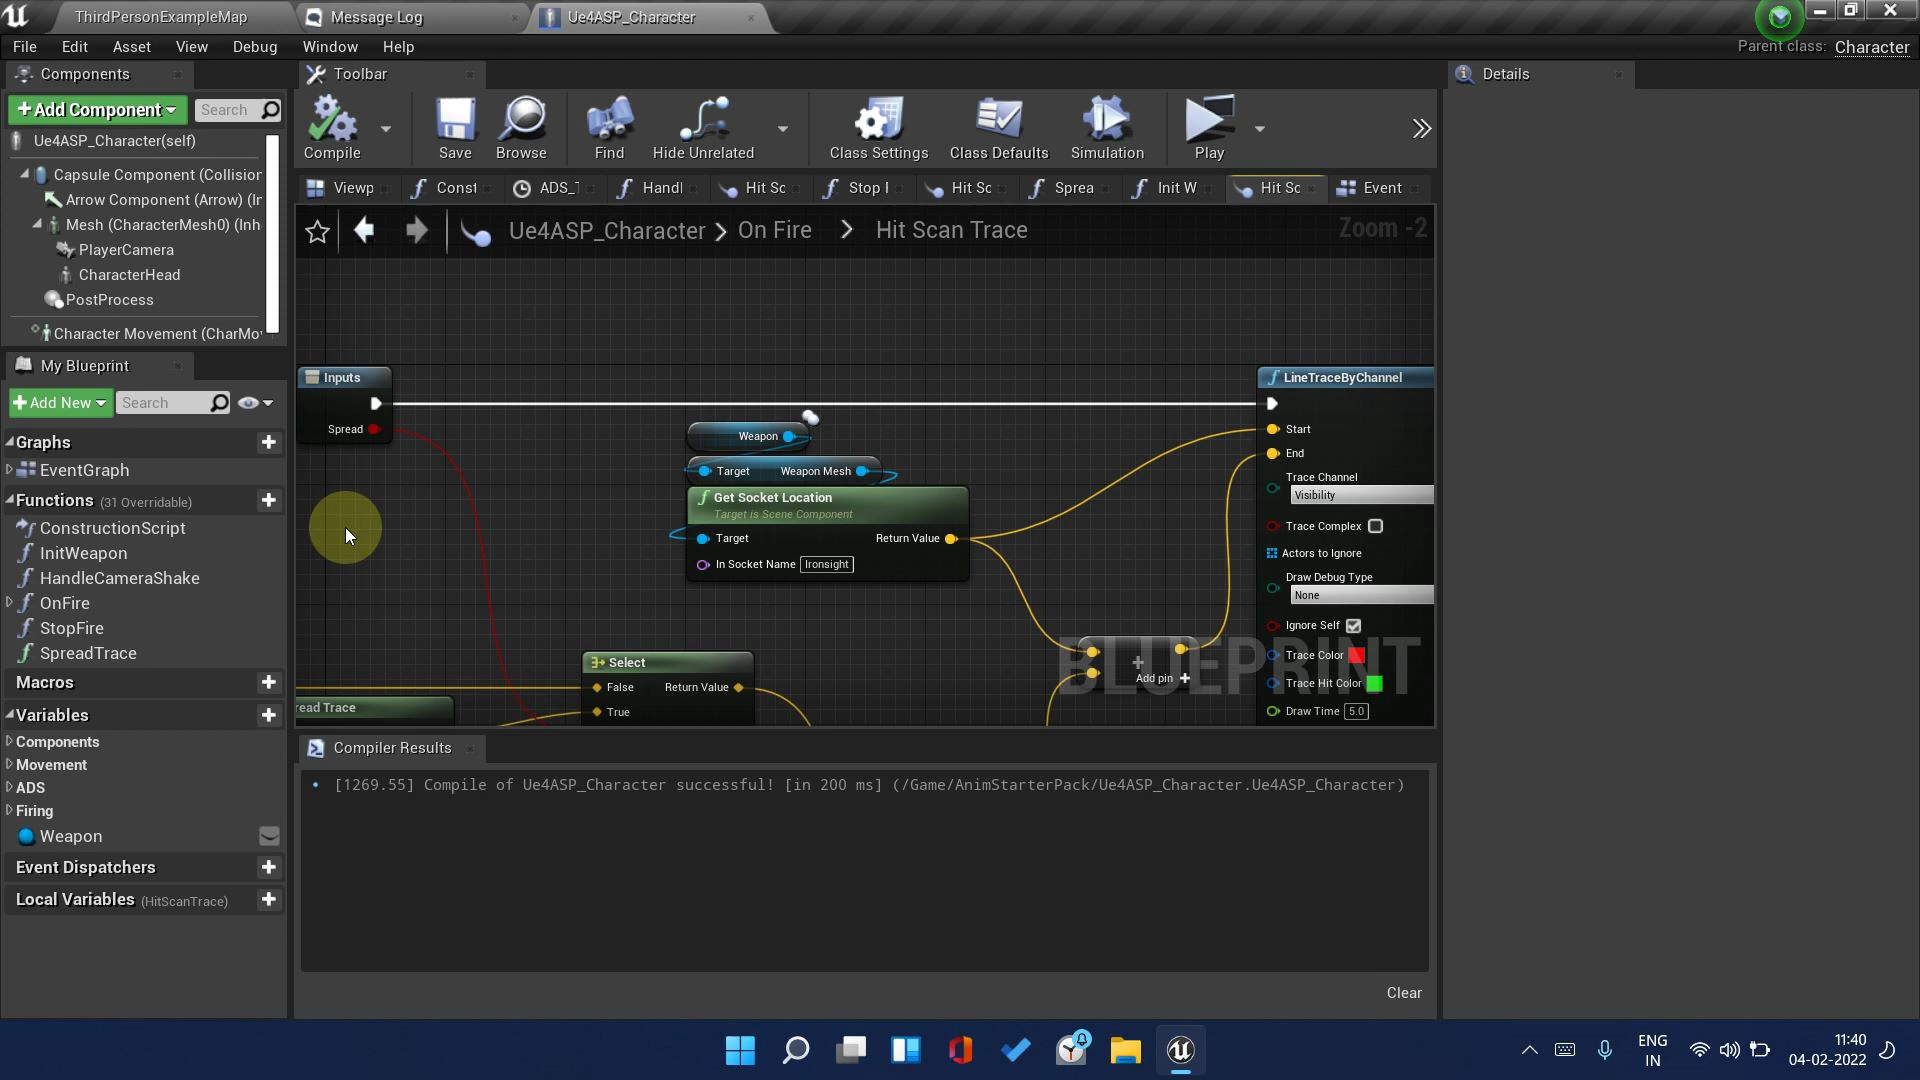 ThirdPersonExampleMap
Message Log
Ue4ASP_Character
File Edit Asset View Debug Window Help
Parent class: Character
Components
Toolbar
Details
Add Component
Search
Compile
Save
Browse
Find
Hide Unrelated
Class Settings
Class Defaults
Simulation
Play
Ue4ASP_Character(self)
Capsule Component (Collision
Arrow Component (Arrow) (In
Mesh (CharacterMesh0) (Inh
PlayerCamera
CharacterHead
PostProcess
Character Movement (CharMov
Viewp
Const
ADS_T
Handl
Hit Sc
Stop F
Hit Sc
Sprea
Init W
Hit Sc
Event
Ue4ASP_Character > On Fire > Hit Scan Trace
Zoom -2
My Blueprint
Add New
Search
Graphs
EventGraph
Functions (31 Overridable)
ConstructionScript
InitWeapon
HandleCameraShake
OnFire
StopFire
SpreadTrace
Macros
Variables
Components
Movement
ADS
Firing
Weapon
Event Dispatchers
Local Variables (HitScanTrace)
Inputs
Spread
Weapon
Target Weapon Mesh
Get Socket Location
Target is Scene Component
Target Return Value
In Socket Name Ironsight
Select
False Return Value
True
read Trace
Add pin
BLUEPRINT
LineTraceByChannel
Start
End
Trace Channel
Visibility
Trace Complex
Actors to Ignore
Draw Debug Type
None
Ignore Self
Trace Color
Trace Hit Color
Draw Time 5.0
Compiler Results
[1269.55] Compile of Ue4ASP_Character successful! [in 200 ms] (/Game/AnimStarterPack/Ue4ASP_Character.Ue4ASP_Character)
Clear
ENG
IN
11:40
04-02-2022